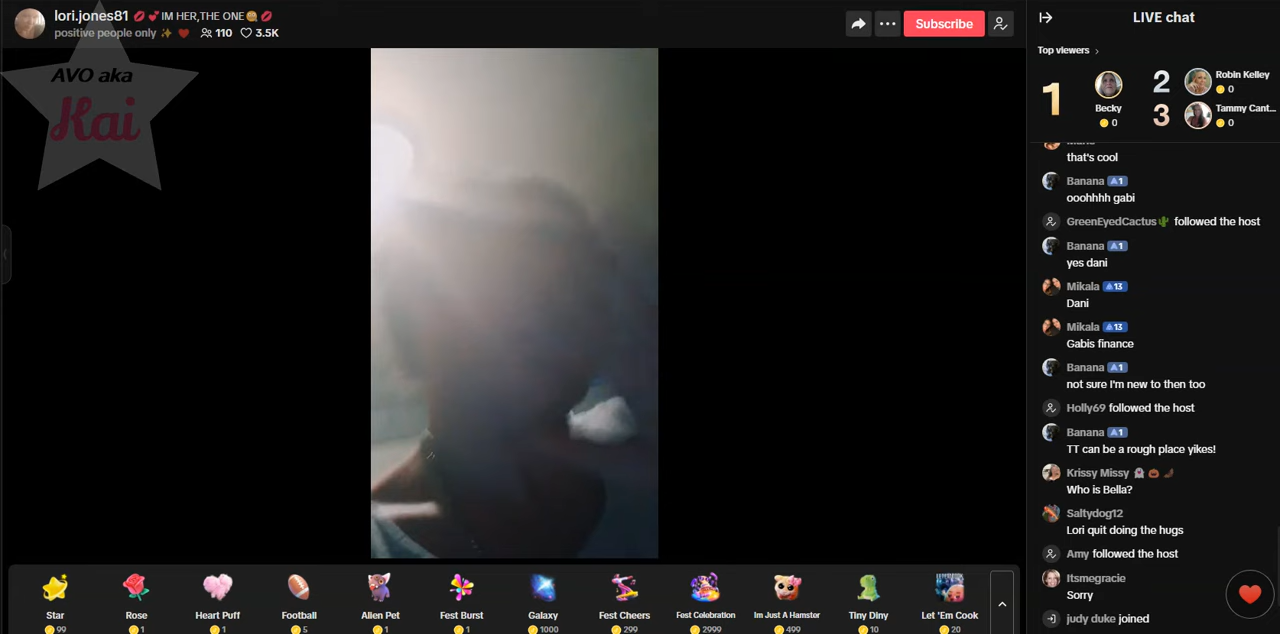 lori.jones81 💋💕IM HER,THE ONE😊💋
positive people only ✨ ❤️ 110 3.5K
Subscribe
AVO aka
Kai
LIVE chat
Top viewers >
1
Becky
0
2
Robin Kelley
0
3
Tammy Cant...
0
that's cool
Banana 1
ooohhhh gabi
GreenEyedCactus🌵 followed the host
Banana 1
yes dani
Mikala 13
Dani
Mikala 13
Gabis finance
Banana 1
not sure I'm new to then too
Holly69 followed the host
Banana 1
TT can be a rough place yikes!
Krissy Missy 👻 🎃
Who is Bella?
Saltydog12
Lori quit doing the hugs
Amy followed the host
Itsmegracie
Sorry
judy duke joined
Star Rose Heart Puff Football Alien Pet Fest Burst Galaxy Fest Cheers Fest Celebration Im Just A Hamster Tiny Diny Let 'Em Cook
99 1 1 5 1 1 1000 299 2999 499 10 20